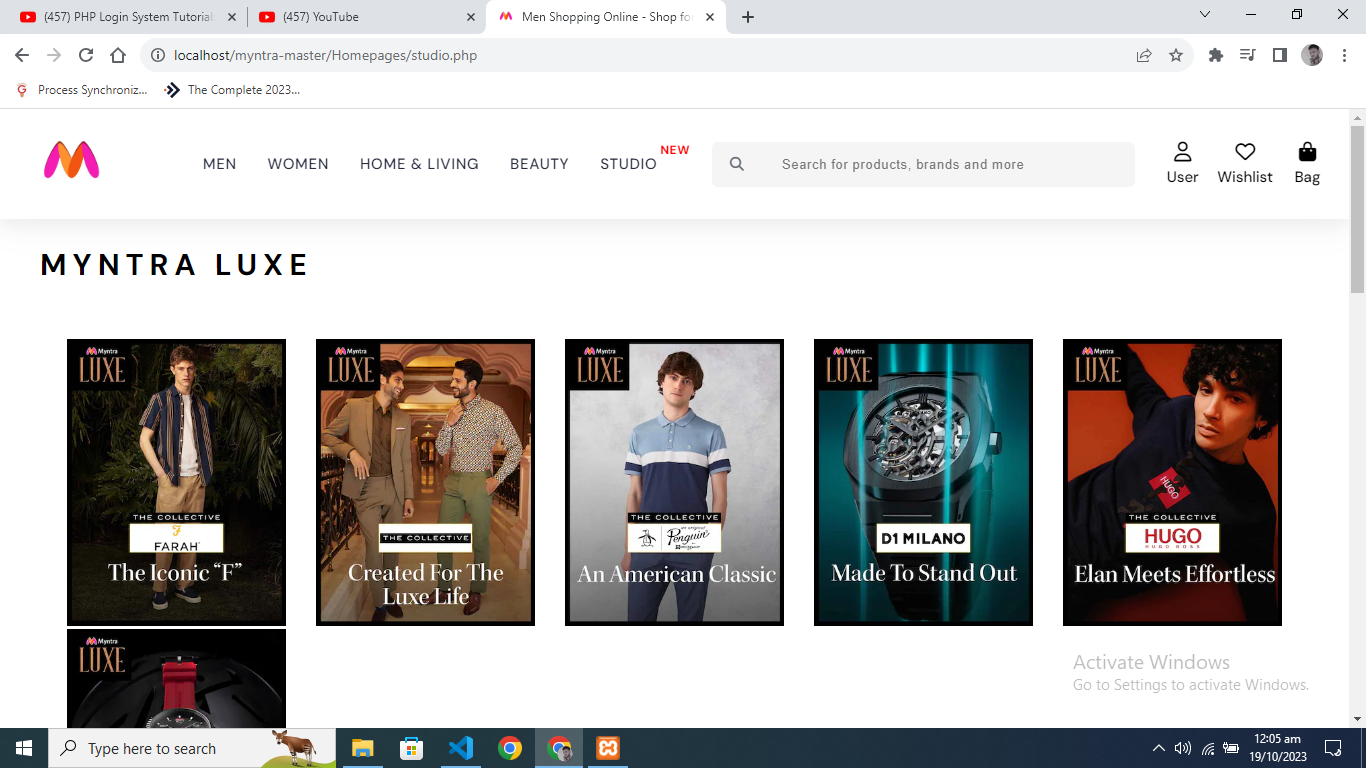 (457) PHP Login System Tutorial
(457) YouTube
Men Shopping Online - Shop for
localhost/myntra-master/Homepages/studio.php
Process Synchroniz...
The Complete 2023...
MEN
WOMEN
HOME & LIVING
BEAUTY
STUDIO
NEW
Search for products, brands and more
User
Wishlist
Bag
MYNTRA LUXE
Myntra
LUXE
THE COLLECTIVE
F
FARAH
The Iconic “F”
Myntra
LUXE
THE COLLECTIVE
Created For The
Luxe Life
Myntra
LUXE
THE COLLECTIVE
an original
Penguin
An American Classic
Myntra
LUXE
D1 MILANO
Made To Stand Out
Myntra
LUXE
HUGO
THE COLLECTIVE
HUGO
HUGO BOSS
Elan Meets Effortless
Myntra
LUXE
Activate Windows
Go to Settings to activate Windows.
Type here to search
12:05 am
19/10/2023